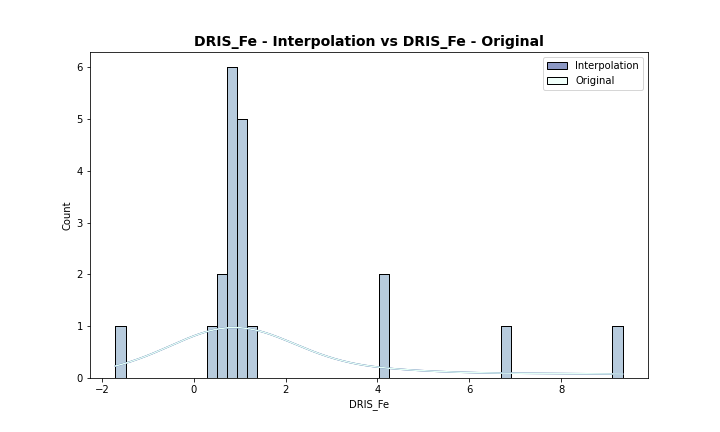 DRIS_Fe - Interpolation vs DRIS_Fe - Original
Interpolation
Original
6
5
4
3
2
1
0
Count
−2
0
2
4
6
8
DRIS_Fe